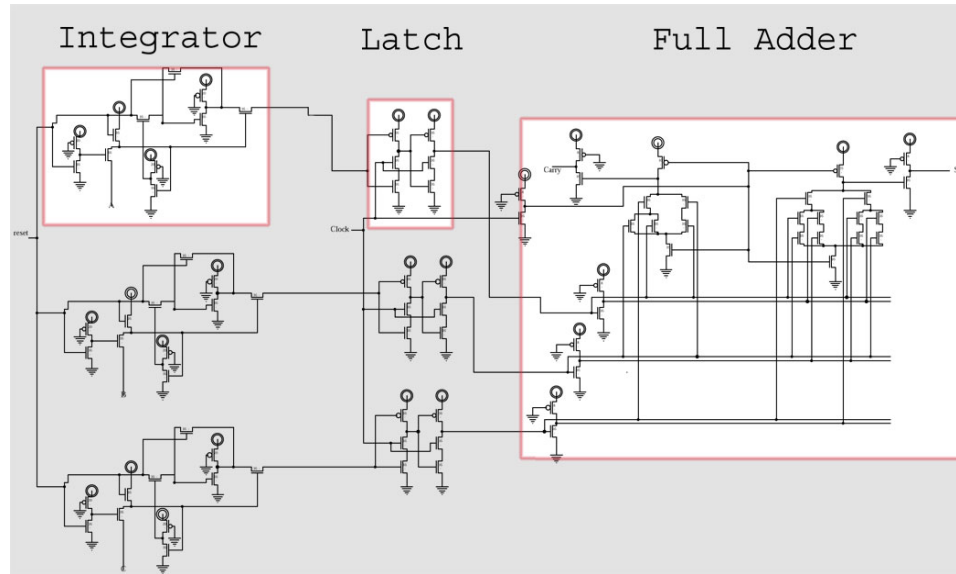 Integrator Latch Full Adder
Carry
S
reset
A
Clock
B
C